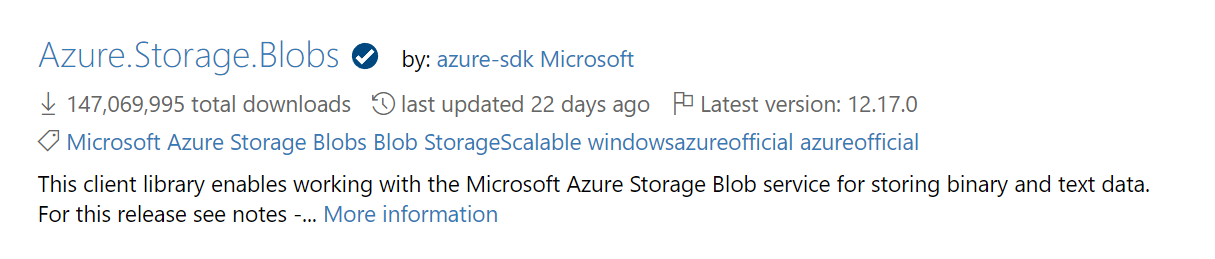 Azure.Storage.Blobs by: azure-sdk Microsoft
147,069,995 total downloads last updated 22 days ago Latest version: 12.17.0
Microsoft Azure Storage Blobs Blob StorageScalable windowsazureofficial azureofficial
This client library enables working with the Microsoft Azure Storage Blob service for storing binary and text data.
For this release see notes -... More information